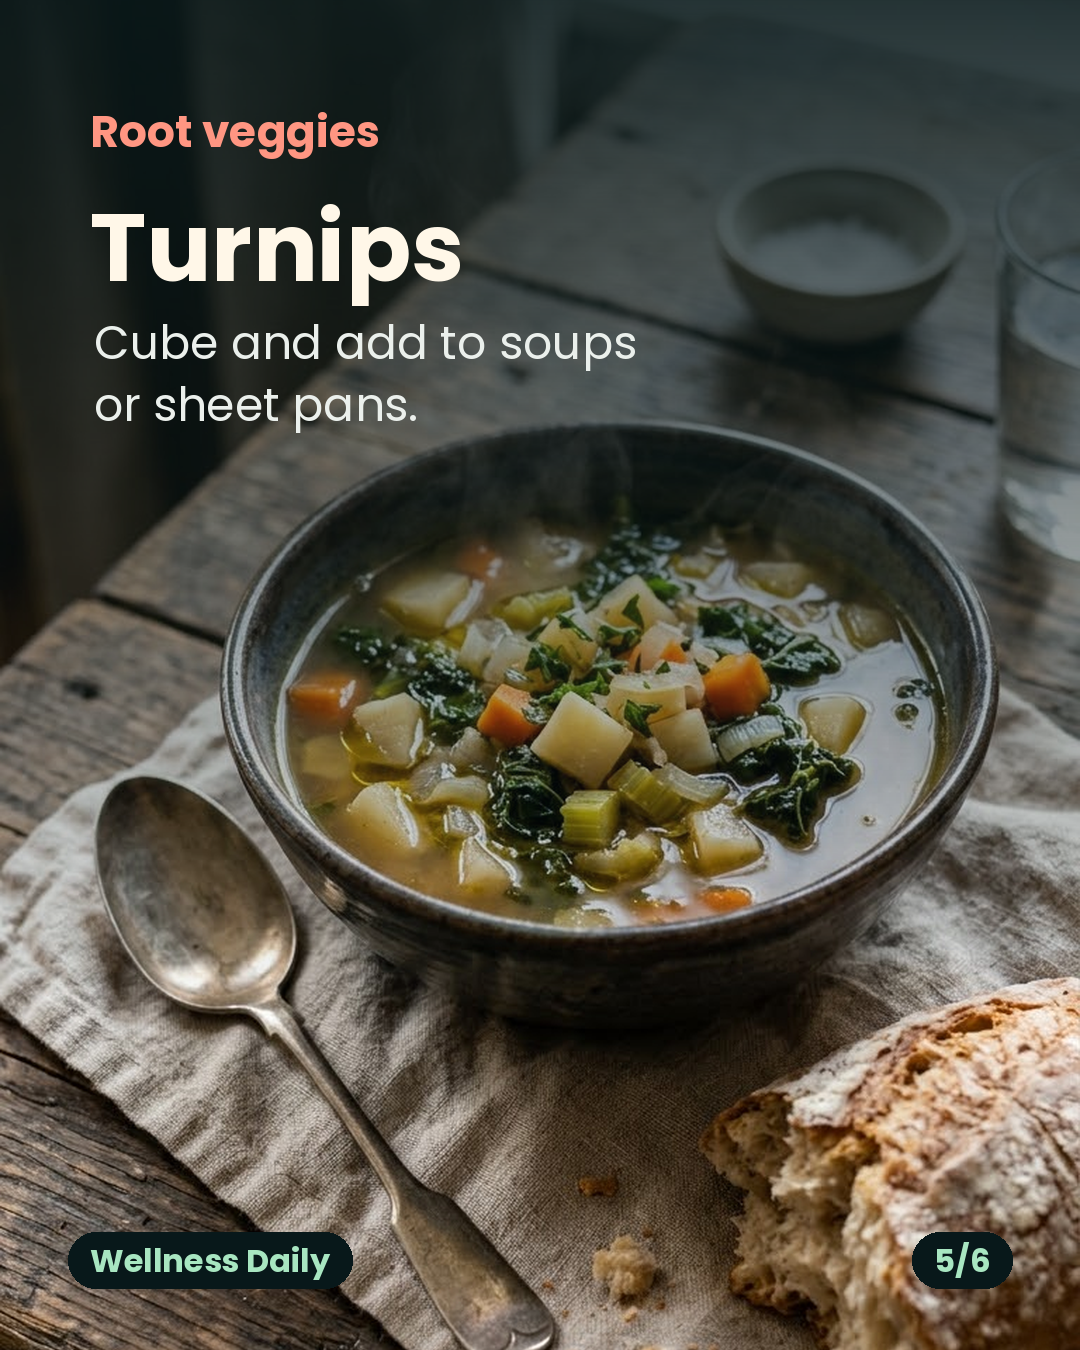 Root veggies
Turnips
Cube and add to soups
or sheet pans.
Wellness Daily
5/6